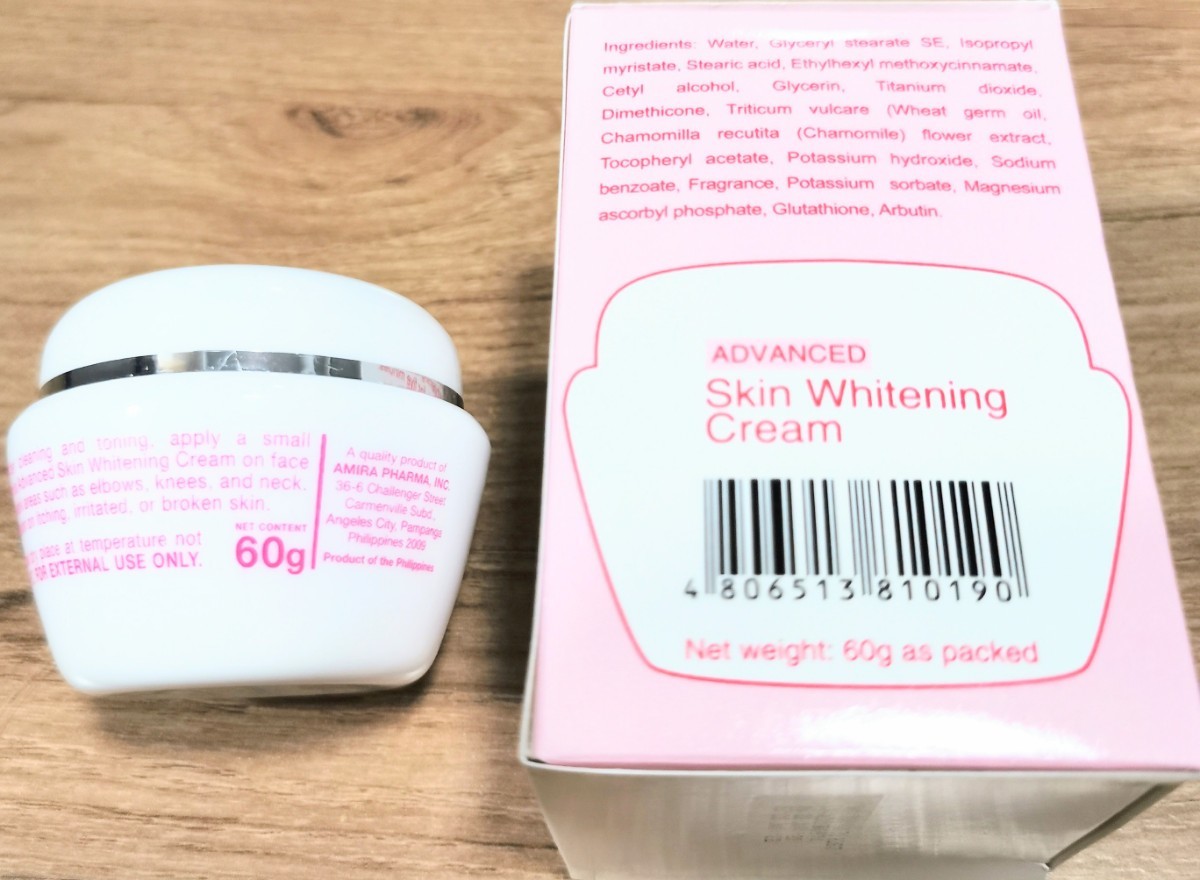 Ingredients: Water, Glyceryl stearate SE, Isopropyl
myristate, Stearic acid, Ethylhexyl methoxycinnamate,
Cetyl alcohol, Glycerin, Titanium dioxide,
Dimethicone, Triticum vulcare (Wheat germ oil,
Chamomilla recutita (Chamomile) flower extract,
Tocopheryl acetate, Potassium hydroxide, Sodium
benzoate, Fragrance, Potassium sorbate, Magnesium
ascorbyl phosphate, Glutathione, Arbutin.
ADVANCED
Skin Whitening
Cream
4 806513 810190
Net weight: 60g as packed
cleaning and toning, apply a small
Advanced Skin Whitening Cream on face
areas such as elbows, knees, and neck.
itching, irritated, or broken skin.
place at temperature not
FOR EXTERNAL USE ONLY.
NET CONTENT
60g
A quality product of
AMIRA PHARMA, INC.
36-6 Challenger Street
Carmenville Subd.,
Angeles City, Pampanga
Philippines 2009
Product of the Philippines